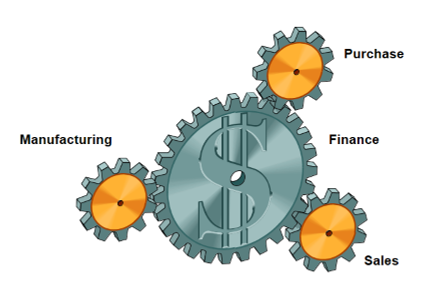 Purchase
Manufacturing
Finance
Sales
$